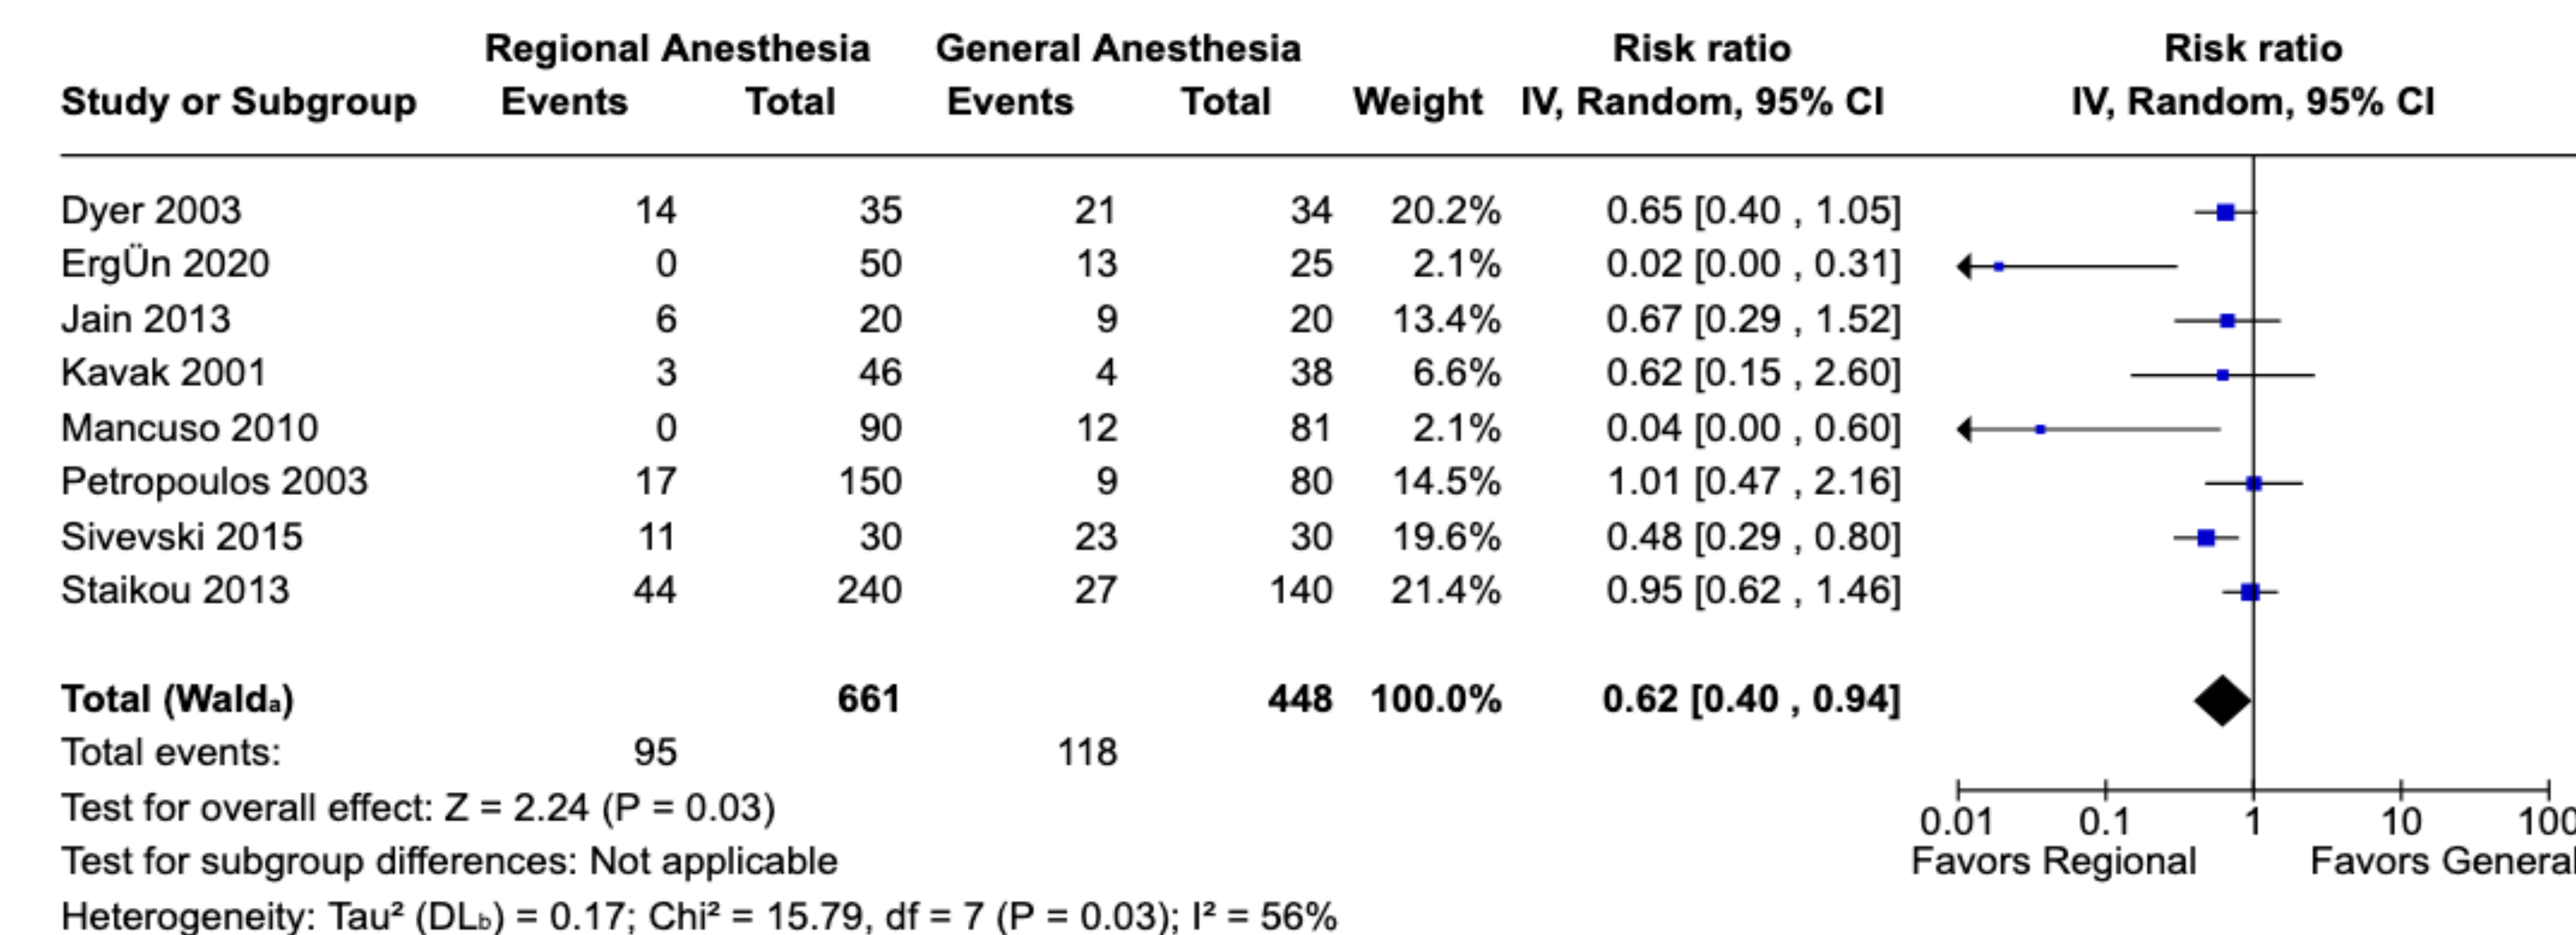 Regional Anesthesia General Anesthesia Risk ratio Risk ratio
Study or Subgroup Events Total Events Total Weight IV, Random, 95% CI IV, Random, 95% CI
Dyer 2003 14 35 21 34 20.2% 0.65 [0.40 , 1.05]
ErgÜn 2020 0 50 13 25 2.1% 0.02 [0.00 , 0.31]
Jain 2013 6 20 9 20 13.4% 0.67 [0.29 , 1.52]
Kavak 2001 3 46 4 38 6.6% 0.62 [0.15 , 2.60]
Mancuso 2010 0 90 12 81 2.1% 0.04 [0.00 , 0.60]
Petropoulos 2003 17 150 9 80 14.5% 1.01 [0.47 , 2.16]
Sivevski 2015 11 30 23 30 19.6% 0.48 [0.29 , 0.80]
Staikou 2013 44 240 27 140 21.4% 0.95 [0.62 , 1.46]
Total (Waldₐ) 661 448 100.0% 0.62 [0.40 , 0.94]
Total events: 95 118
Test for overall effect: Z = 2.24 (P = 0.03)
0.01 0.1 1 10 100
Test for subgroup differences: Not applicable
Favors Regional Favors General
Heterogeneity: Tau² (DLb) = 0.17; Chi² = 15.79, df = 7 (P = 0.03); I² = 56%